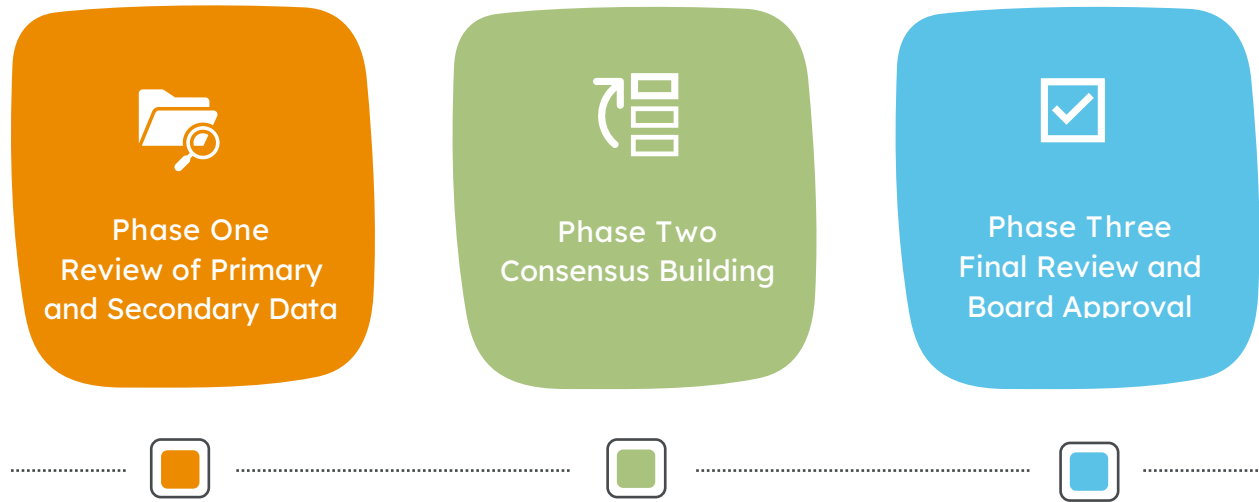 Phase One
Review of Primary
and Secondary Data
Phase Two
Consensus Building
Phase Three
Final Review and
Board Approval